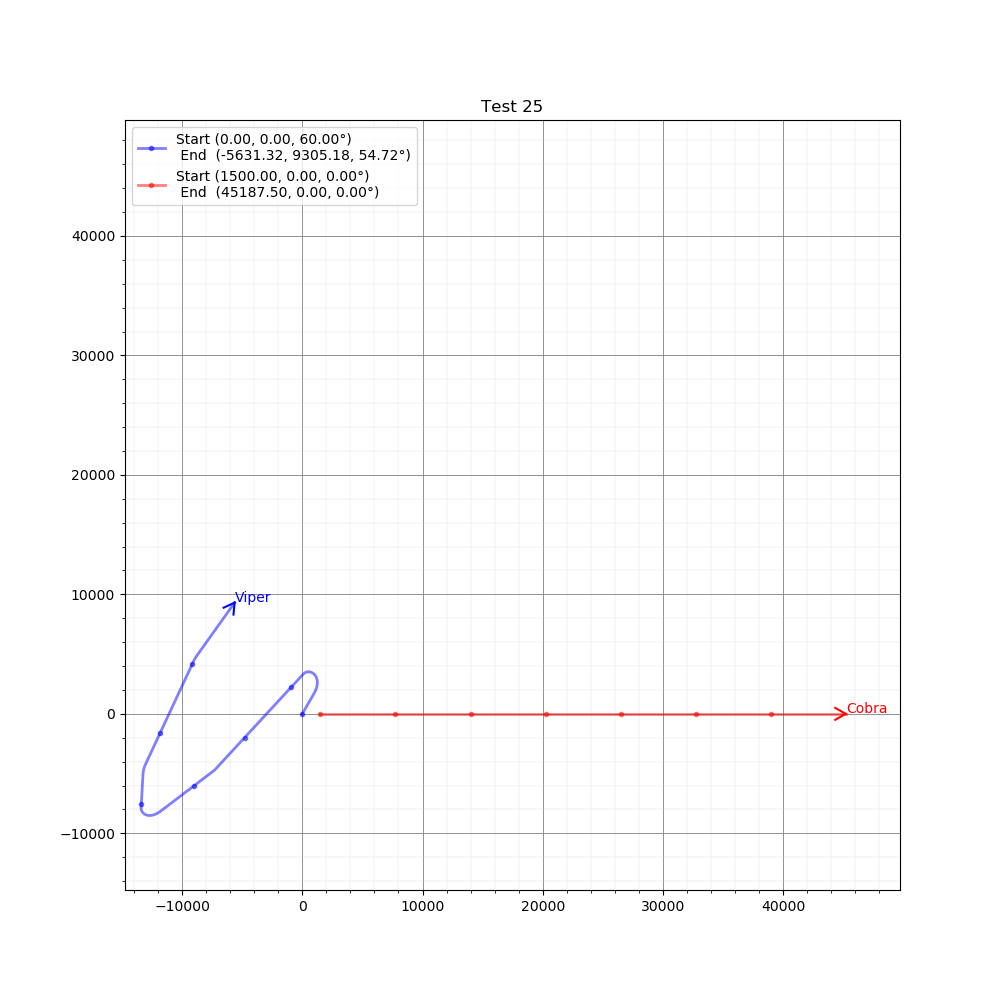 Test 25
Start (0.00, 0.00, 60.00°)
End  (-5631.32, 9305.18, 54.72°)
Start (1500.00, 0.00, 0.00°)
End  (45187.50, 0.00, 0.00°)
40000
30000
20000
10000
0
−10000
Viper
Cobra
−10000
0
10000
20000
30000
40000